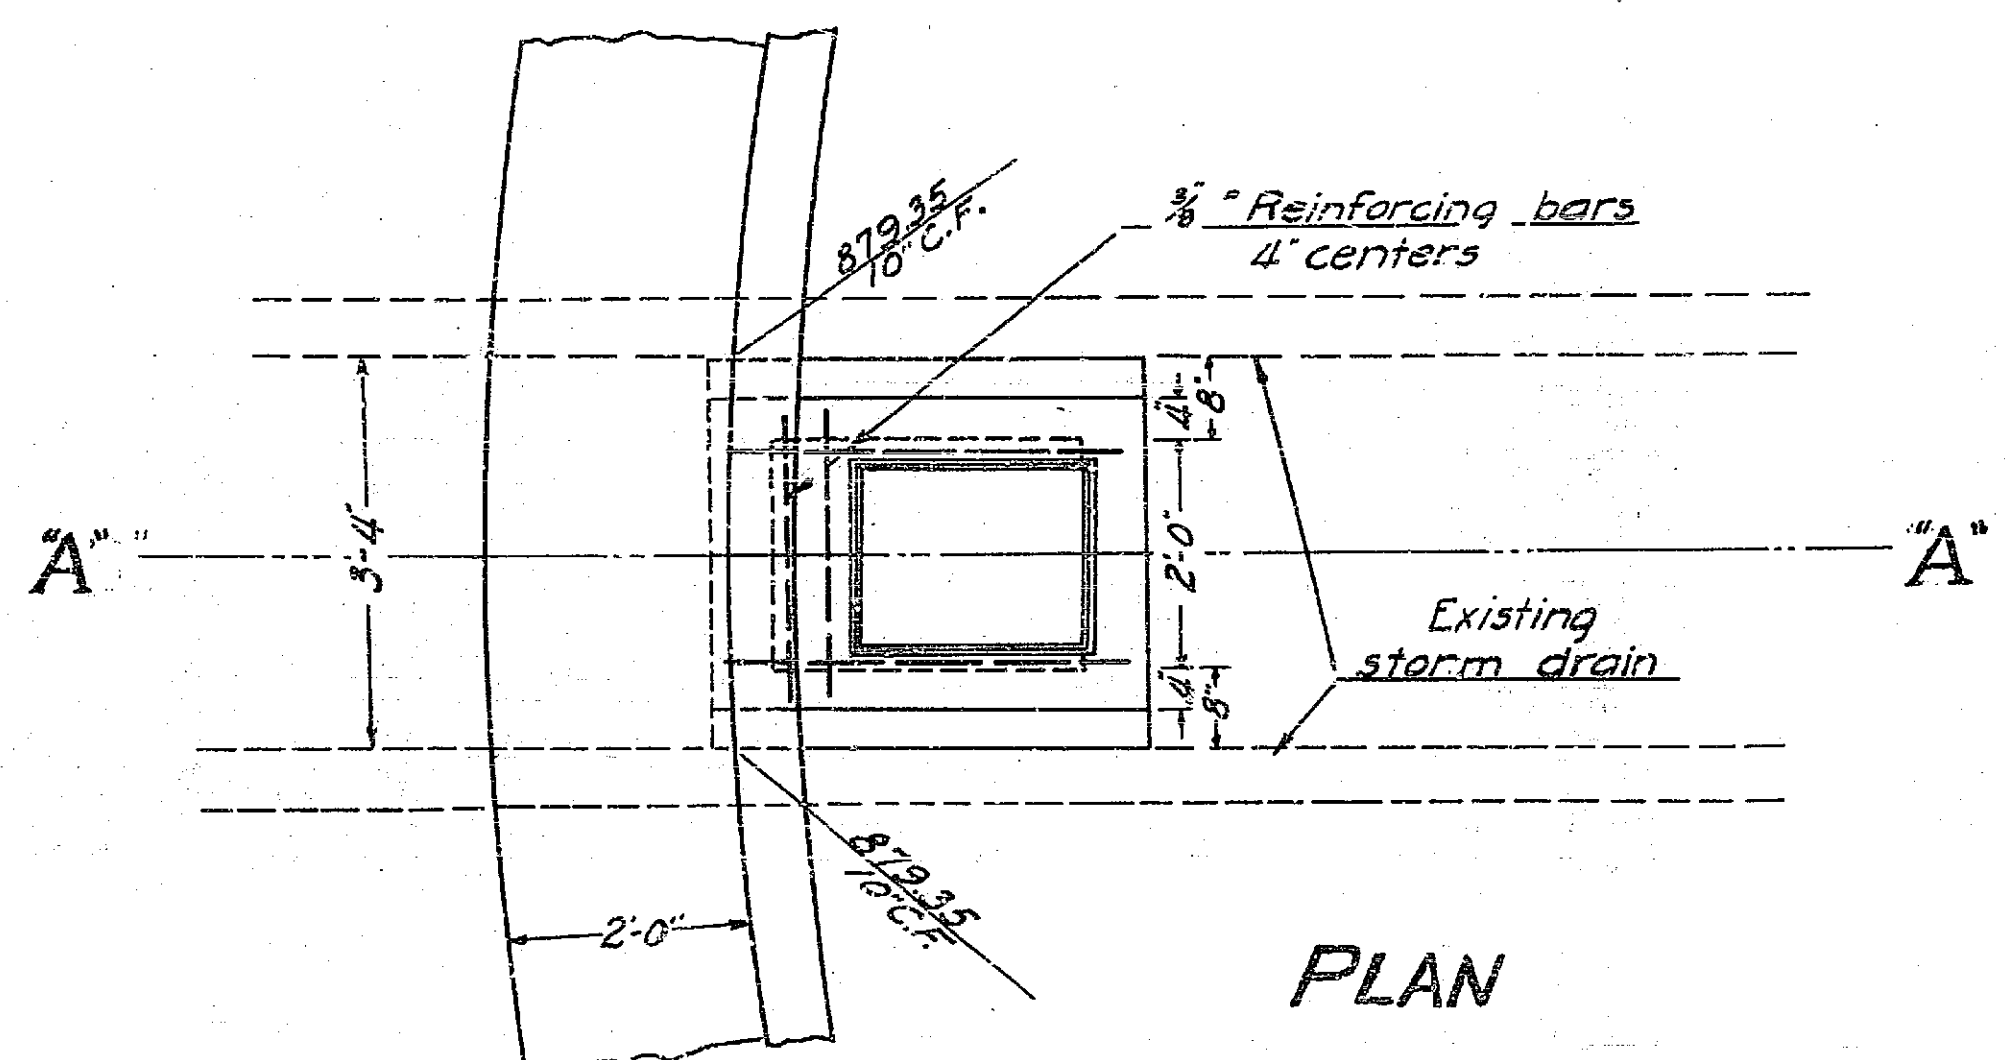 879.35
10" C.F.
3/8" ⌀ Reinforcing bars
4" centers
4"
8"
3'-4"
2'-0"
"A"
"A"
Existing
storm drain
4"
8"
879.35
10" C.F.
2'-0"
PLAN